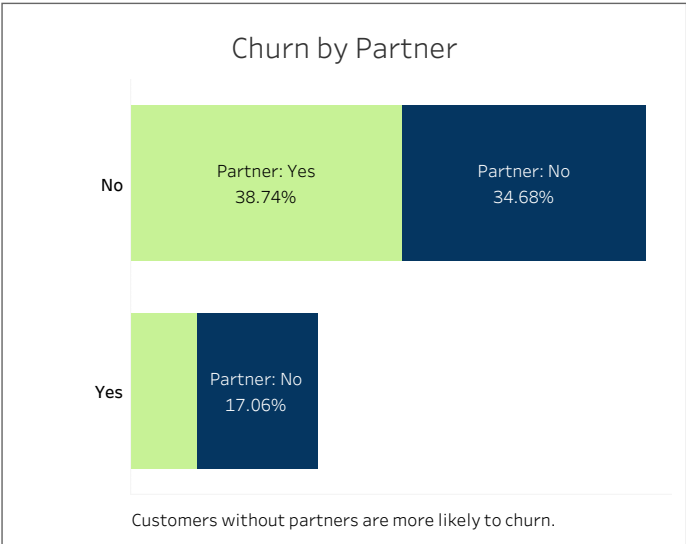 Churn by Partner
No
Partner: Yes
38.74%
Partner: No
34.68%
Yes
Partner: No
17.06%
Customers without partners are more likely to churn.